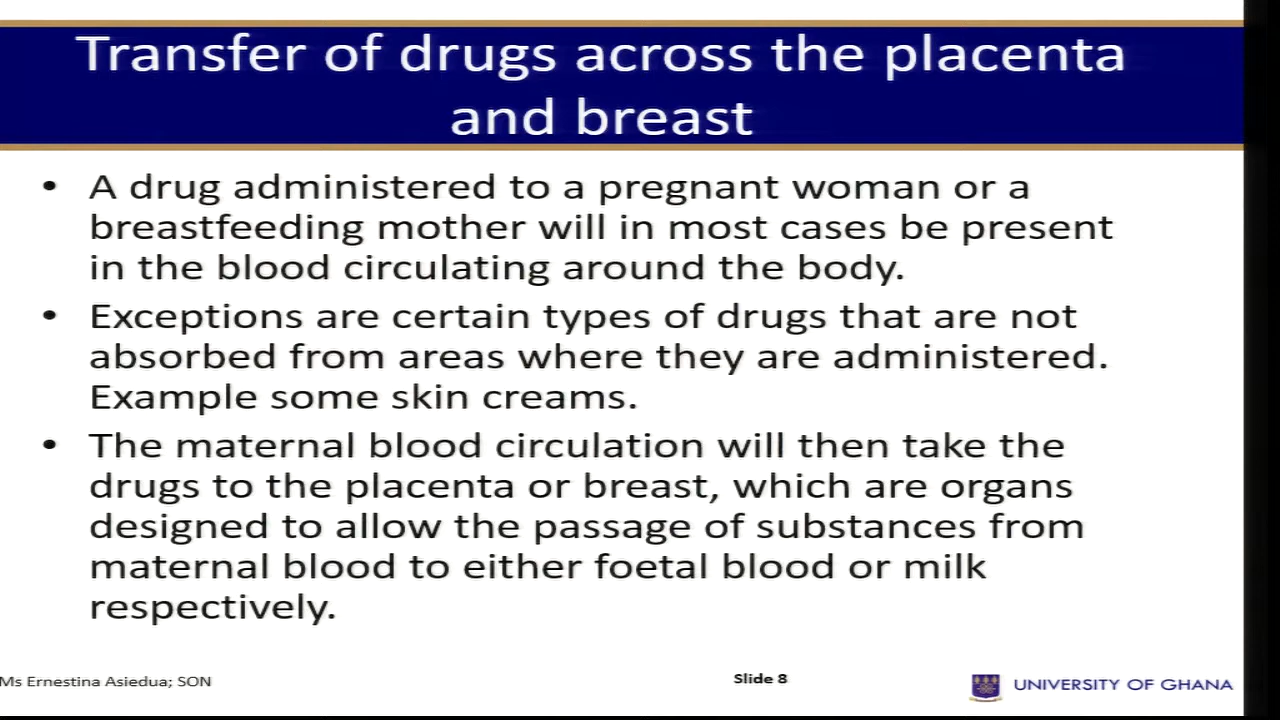 Transfer of drugs across the placenta
and breast
• A drug administered to a pregnant woman or a
breastfeeding mother will in most cases be present
in the blood circulating around the body.
• Exceptions are certain types of drugs that are not
absorbed from areas where they are administered.
Example some skin creams.
• The maternal blood circulation will then take the
drugs to the placenta or breast, which are organs
designed to allow the passage of substances from
maternal blood to either foetal blood or milk
respectively.
Ms Ernestina Asiedua; SON
Slide 8
UNIVERSITY OF GHANA